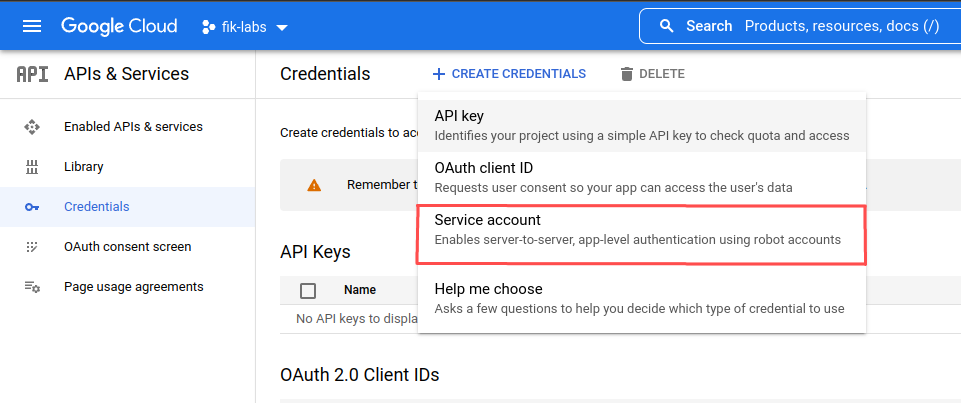 Google Cloud
fik-labs
Search Products, resources, docs (/)
API APIs & Services
Credentials
CREATE CREDENTIALS
DELETE
Enabled APIs & services
Library
Credentials
OAuth consent screen
Page usage agreements
Create credentials to
Remember
API key
Identifies your project using a simple API key to check quota and access
OAuth client ID
Requests user consent so your app can access the user's data
Service account
Enables server-to-server, app-level authentication using robot accounts
Help me choose
Asks a few questions to help you decide which type of credential to use
API Keys
Name
No API keys to
OAuth 2.0 Client IDs